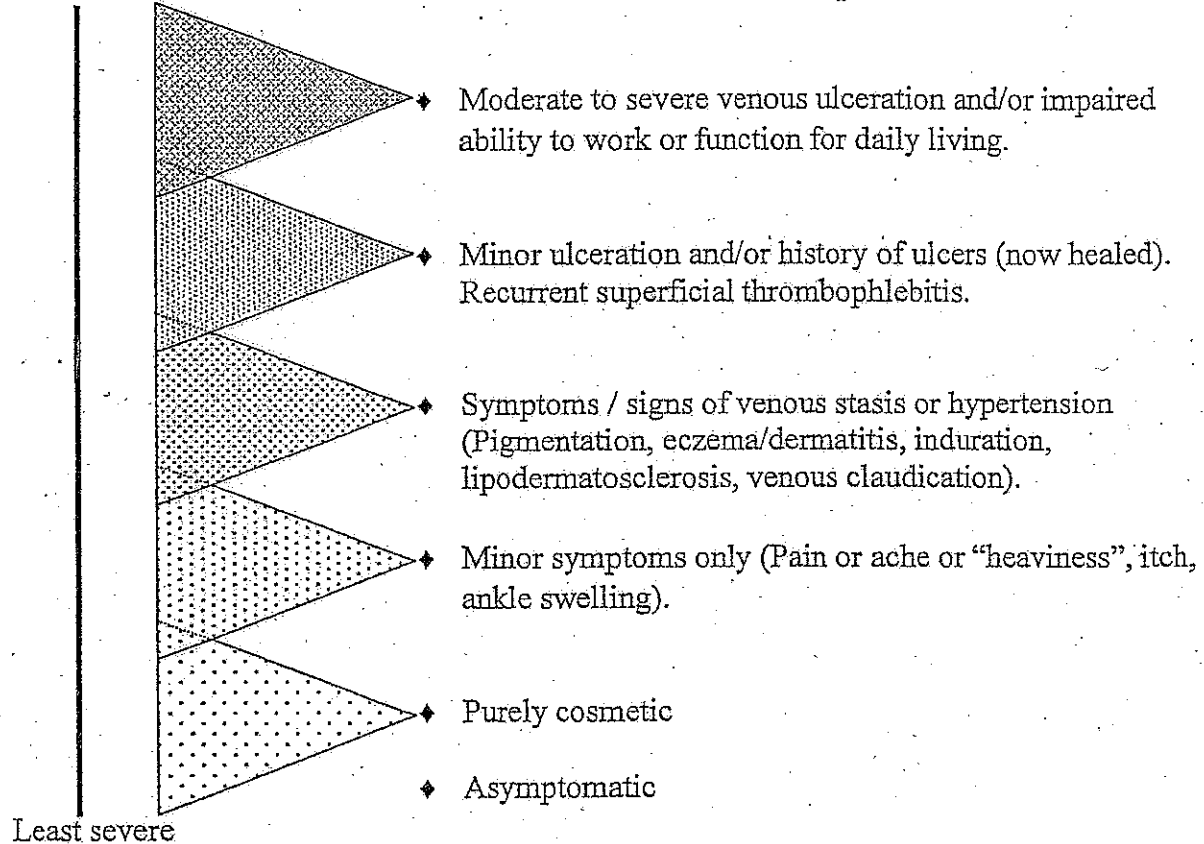 ♦ Moderate to severe venous ulceration and/or impaired
ability to work or function for daily living.
♦ Minor ulceration and/or history of ulcers (now healed).
Recurrent superficial thrombophlebitis.
♦ Symptoms / signs of venous stasis or hypertension
(Pigmentation, eczema/dermatitis, induration,
lipodermatosclerosis, venous claudication).
♦ Minor symptoms only (Pain or ache or “heaviness”, itch,
ankle swelling).
♦ Purely cosmetic
♦ Asymptomatic
Least severe